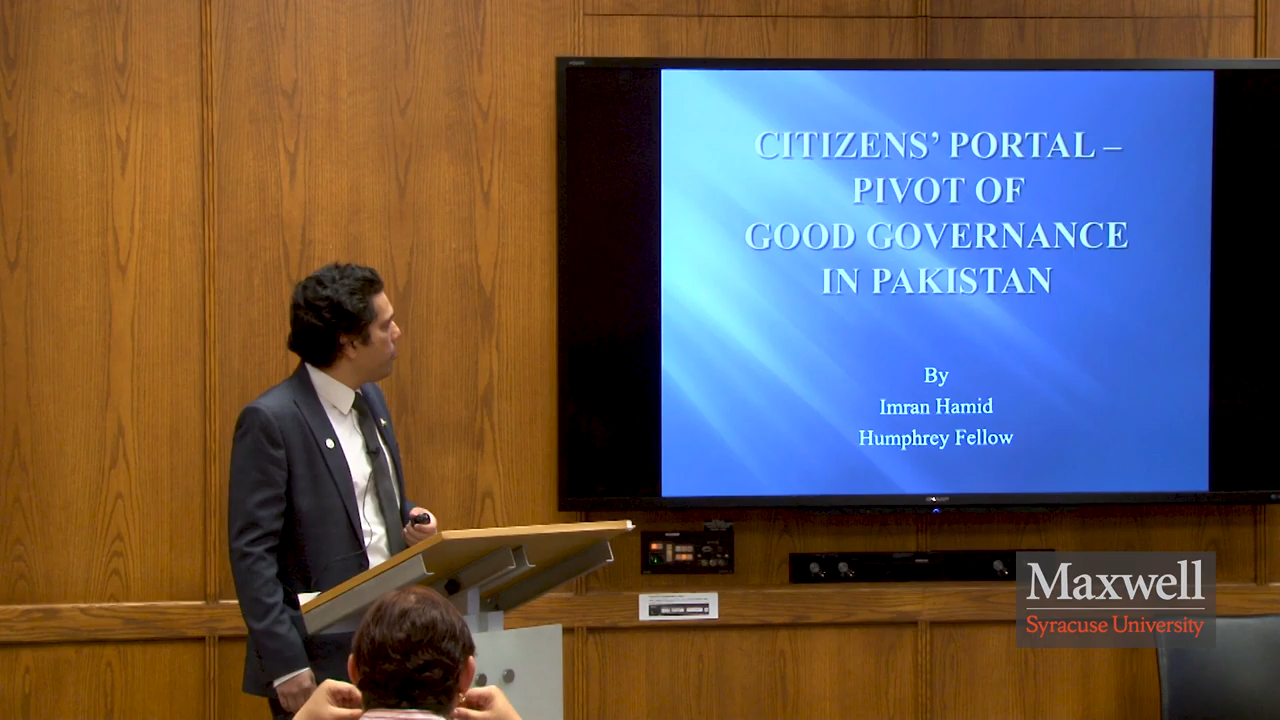 CITIZENS' PORTAL –
PIVOT OF
GOOD GOVERNANCE
IN PAKISTAN
By
Imran Hamid
Humphrey Fellow
Maxwell
Syracuse University